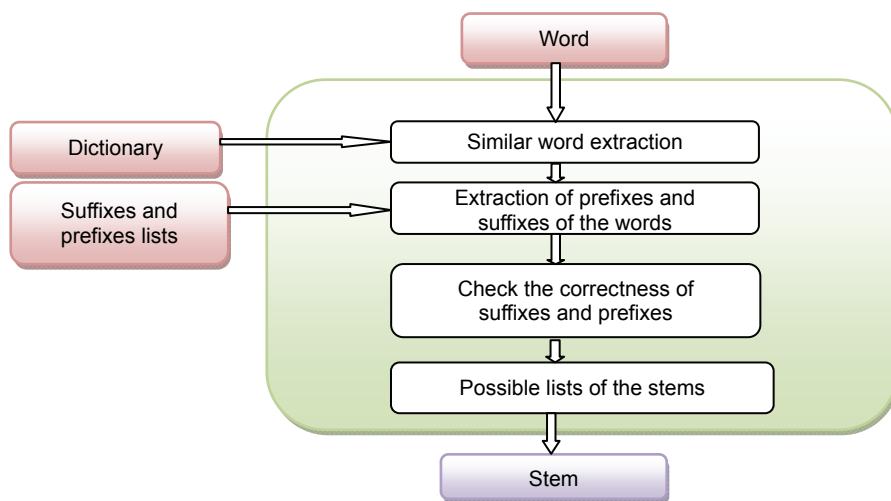 Word
Similar word extraction
Dictionary
Extraction of prefixes and
suffixes of the words
Suffixes and
prefixes lists
Check the correctness of
suffixes and prefixes
Possible lists of the stems
Stem